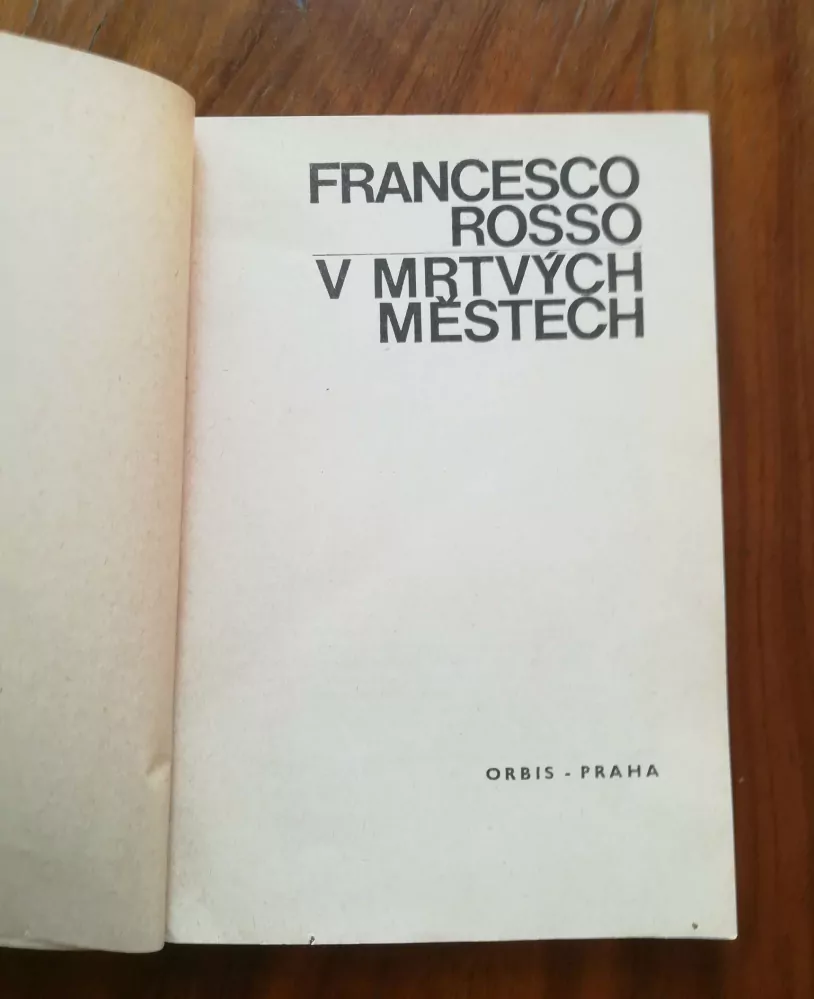 FRANCESCO
ROSSO
V MRTVÝCH
MĚSTECH
ORBIS - PRAHA